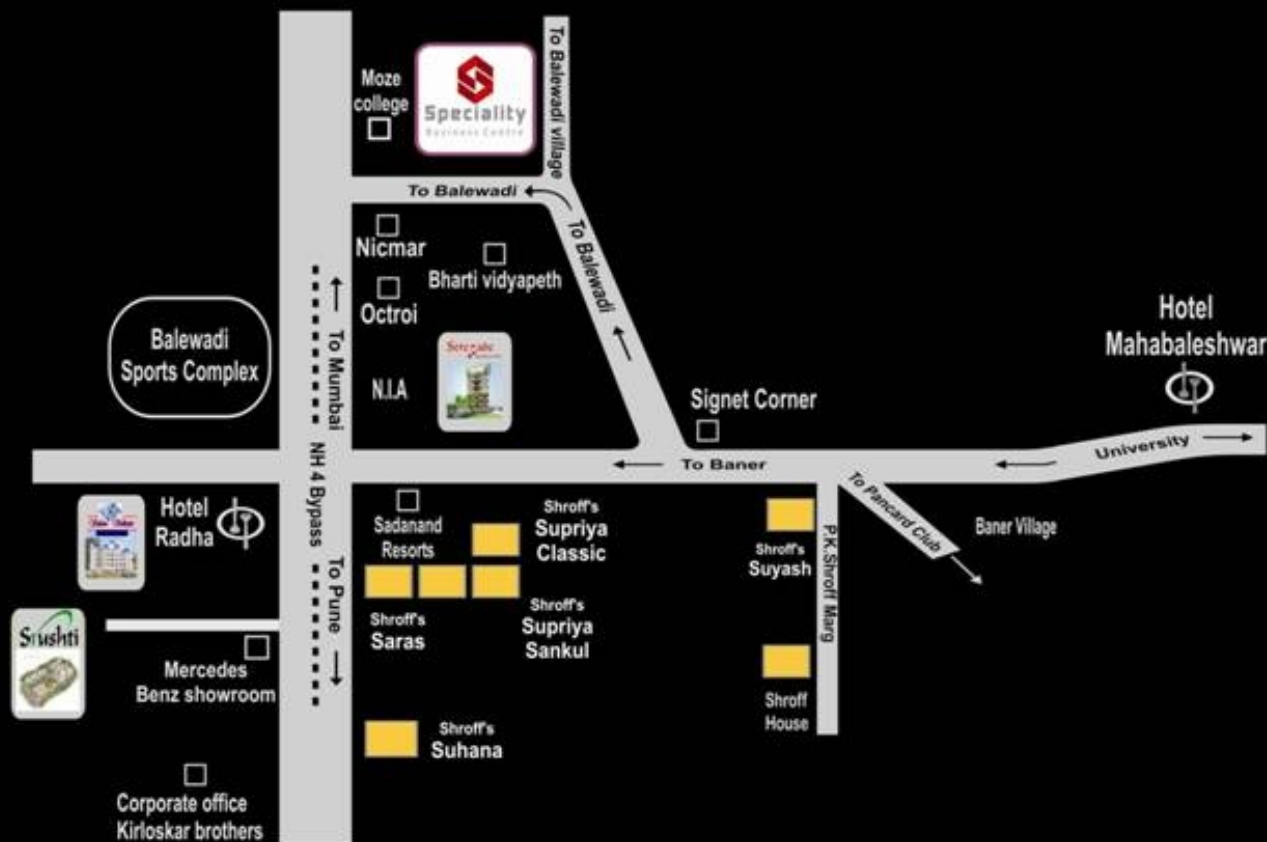 Moze
college
Speciality
Business Centre
To Balewadi village
To Balewadi
To Balewadi
Nicmar
Bharti vidyapeth
Octroi
Balewadi
Sports Complex
To Mumbai
N.I.A
Hotel
Mahabaleshwar
Signet Corner
To Baner
University
NH 4 Bypass
To Pune
Hotel
Radha
Sadanand
Resorts
Shroff's
Supriya
Classic
Shroff's
Suyash
P.K.Shroff Marg
To Pancard Club
Baner Village
Shroff's
Saras
Shroff's
Supriya
Sankul
Srushti
Mercedes
Benz showroom
Shroff
House
Shroff's
Suhana
Corporate office
Kirloskar brothers